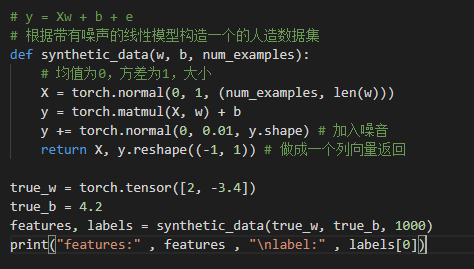 # y = Xw + b + e
# 根据带有噪声的线性模型构造一个的人造数据集
def synthetic_data(w, b, num_examples):
    # 均值为0，方差为1，大小
    X = torch.normal(0, 1, (num_examples, len(w)))
    y = torch.matmul(X, w) + b
    y += torch.normal(0, 0.01, y.shape) # 加入噪音
    return X, y.reshape((-1, 1)) # 做成一个列向量返回
true_w = torch.tensor([2, -3.4])
true_b = 4.2
features, labels = synthetic_data(true_w, true_b, 1000)
print("features:" , features , "\nlabel:" , labels[0])